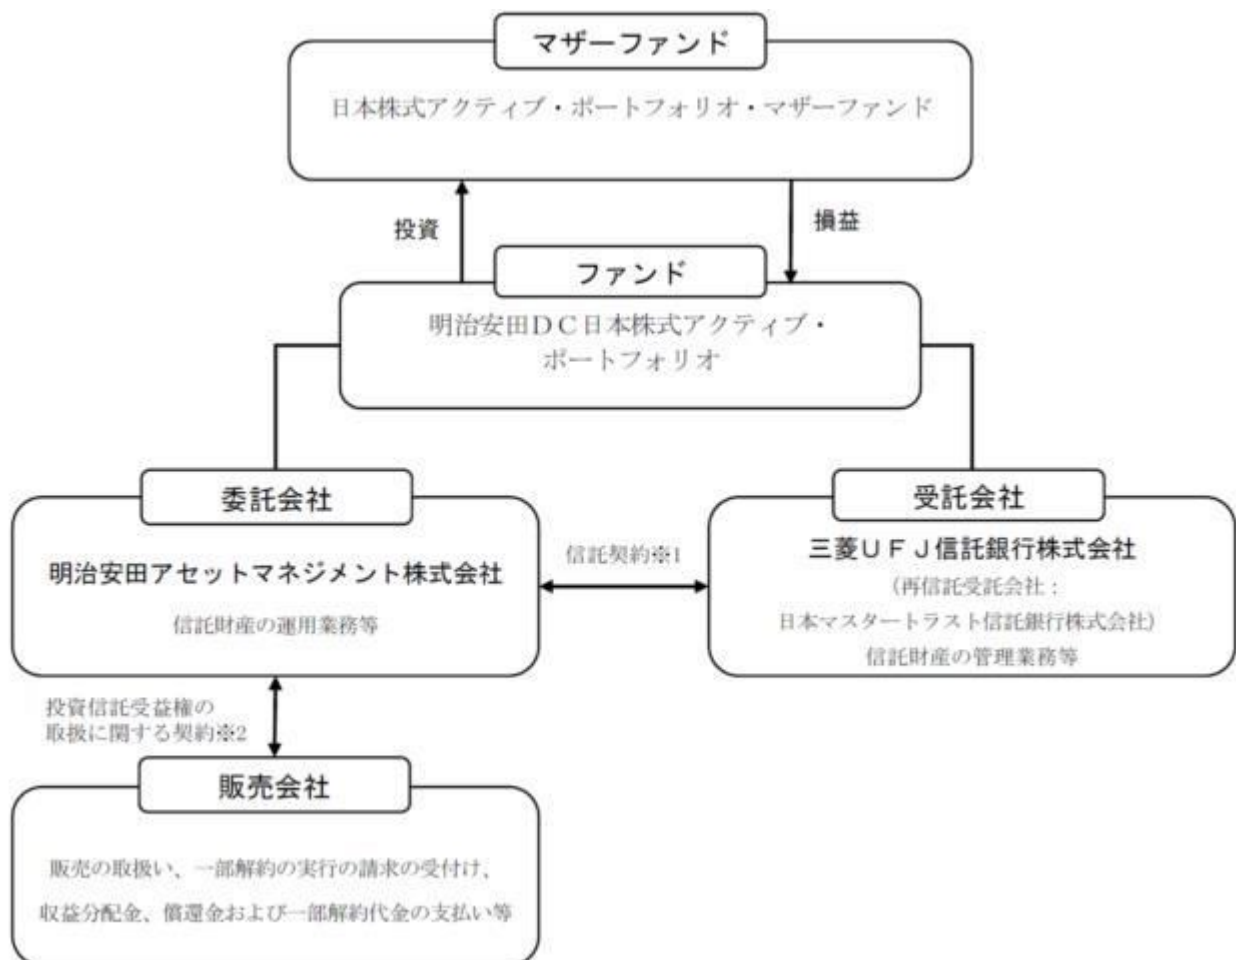 マザーファンド
日本株式アクティブ・ポートフォリオ・マザーファンド
投資
損益
ファンド
明治安田ＤＣ日本株式アクティブ・
ポートフォリオ
委託会社
明治安田アセットマネジメント株式会社
信託財産の運用業務等
信託契約※1
受託会社
三菱ＵＦＪ信託銀行株式会社
（再信託受託会社：
日本マスタートラスト信託銀行株式会社）
信託財産の管理業務等
投資信託受益権の
取扱に関する契約※2
販売会社
販売の取扱い、一部解約の実行の請求の受付け、
収益分配金、償還金および一部解約代金の支払い等